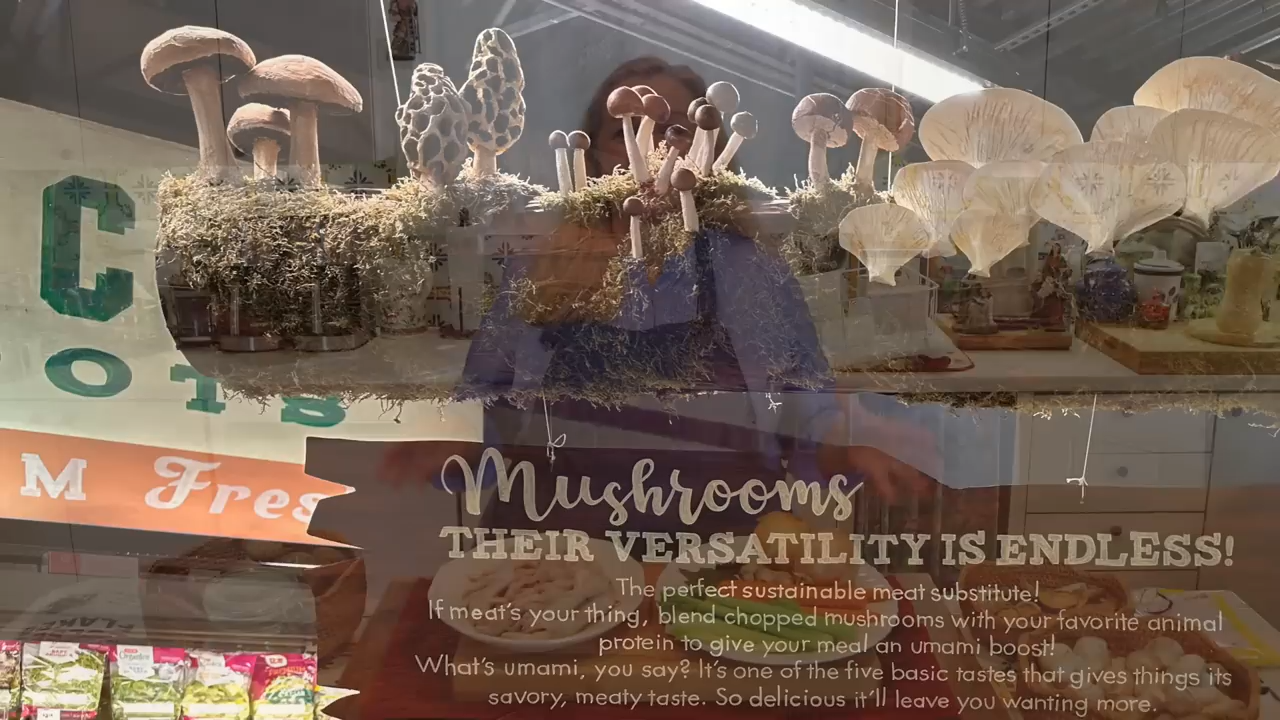 C
OTS
M Fres
Mushrooms
THEIR VERSATILITY IS ENDLESS!
The perfect sustainable meat substitute!
If meat's your thing, blend chopped mushrooms with your favorite animal
protein to give your meal an umami boost!
What's umami, you say? It's one of the five basic tastes that gives things its
savory, meaty taste. So delicious it'll leave you wanting more.
Organic